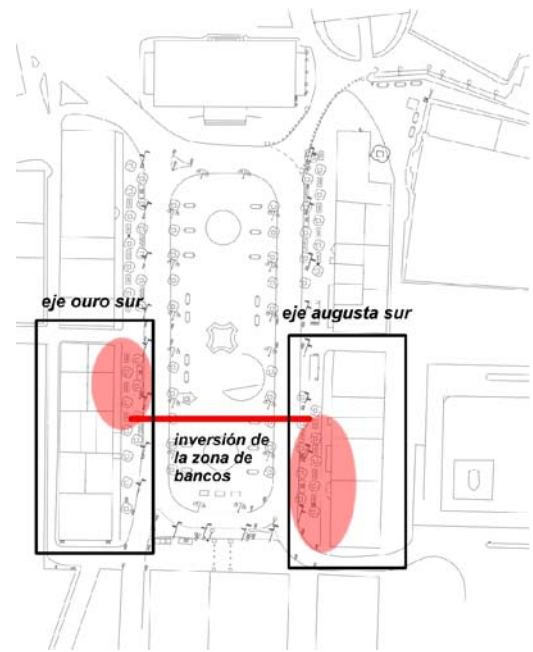 eje ouro sur
eje augusta sur
inversión de
la zona de
bancos